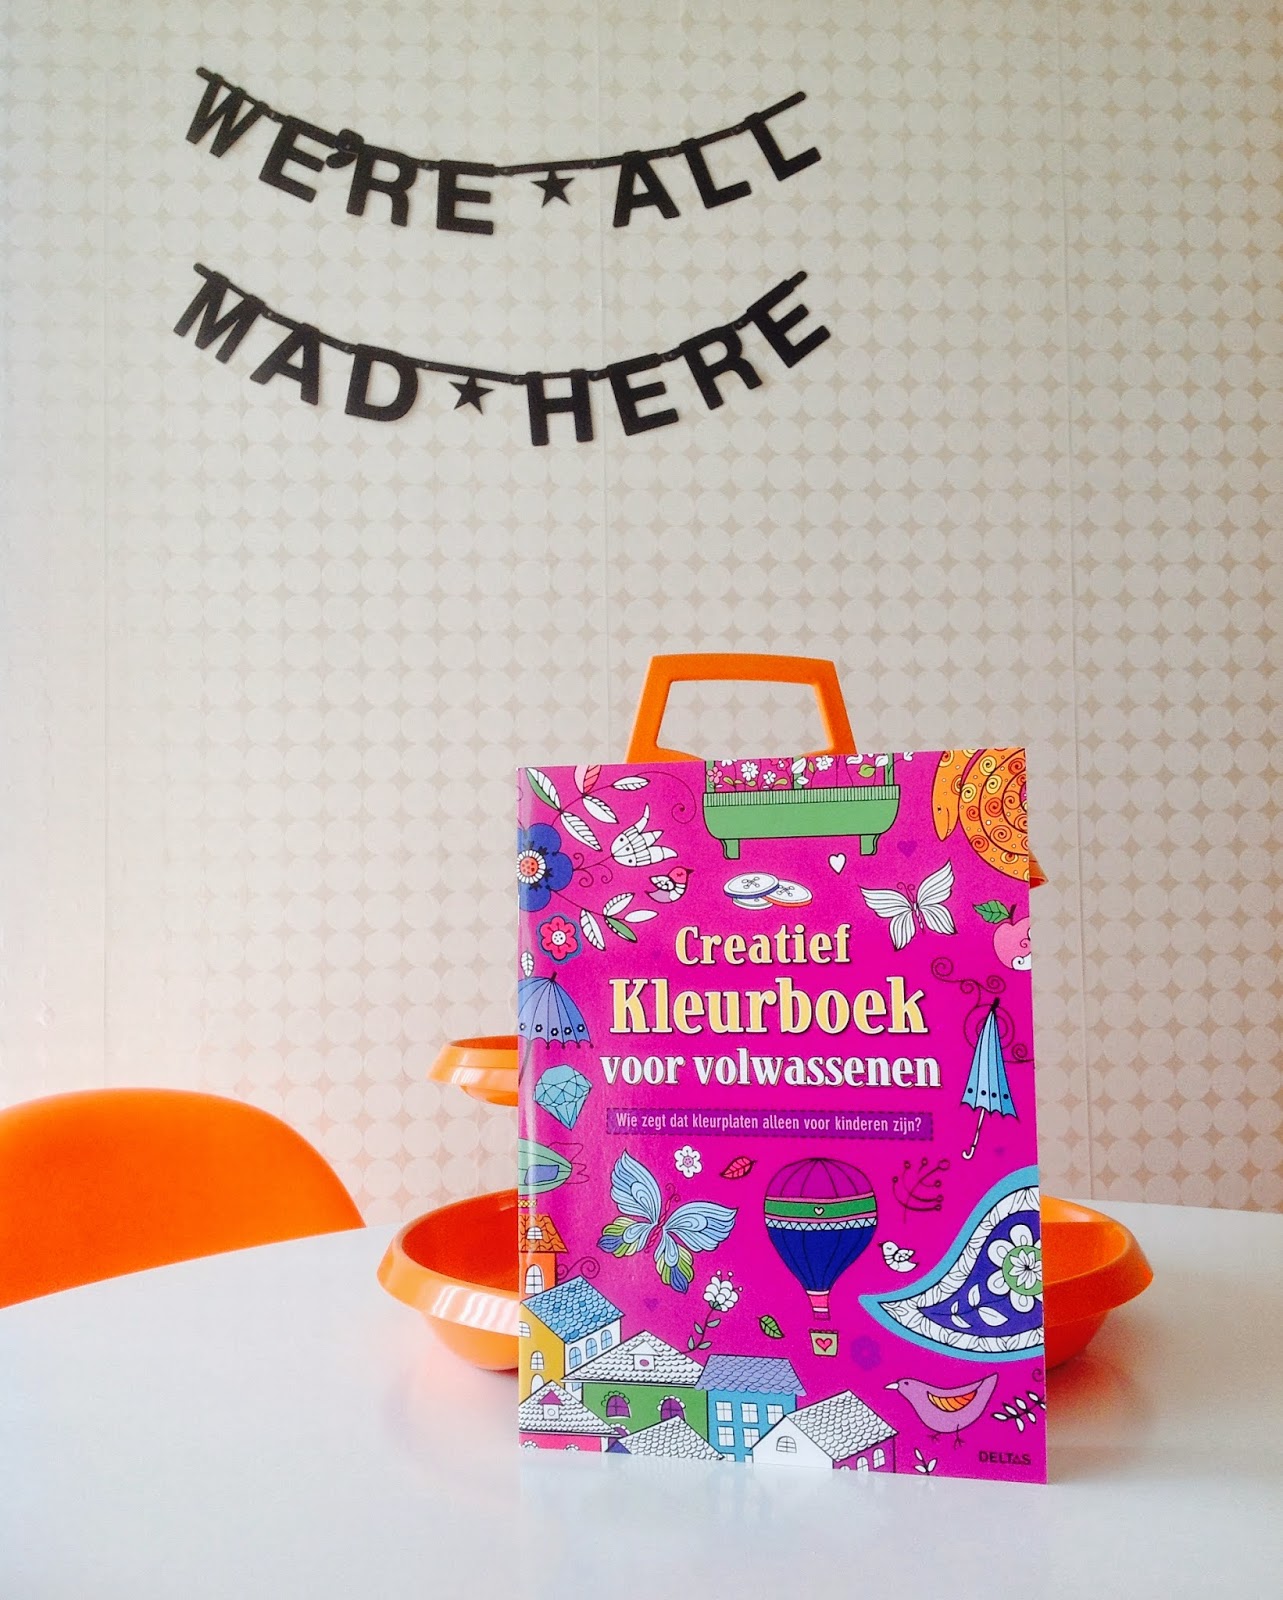 WE'RE ★ ALL
MAD ★ HERE
Creatief
Kleurboek
voor volwassenen
Wie zegt dat kleurplaten alleen voor kinderen zijn?
DELTAS